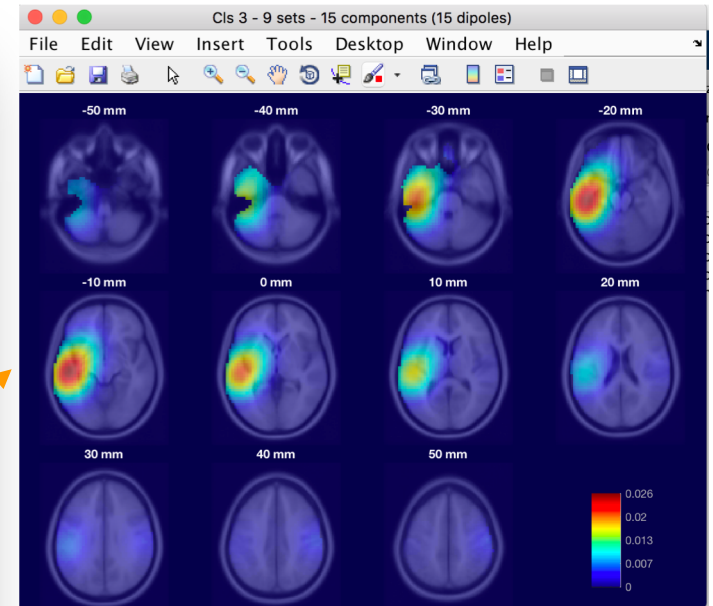 Cls 3 - 9 sets - 15 components (15 dipoles)
File Edit View Insert Tools Desktop Window Help
-50 mm -40 mm -30 mm -20 mm
-10 mm 0 mm 10 mm 20 mm
30 mm 40 mm 50 mm
0.026
0.02
0.013
0.007
0